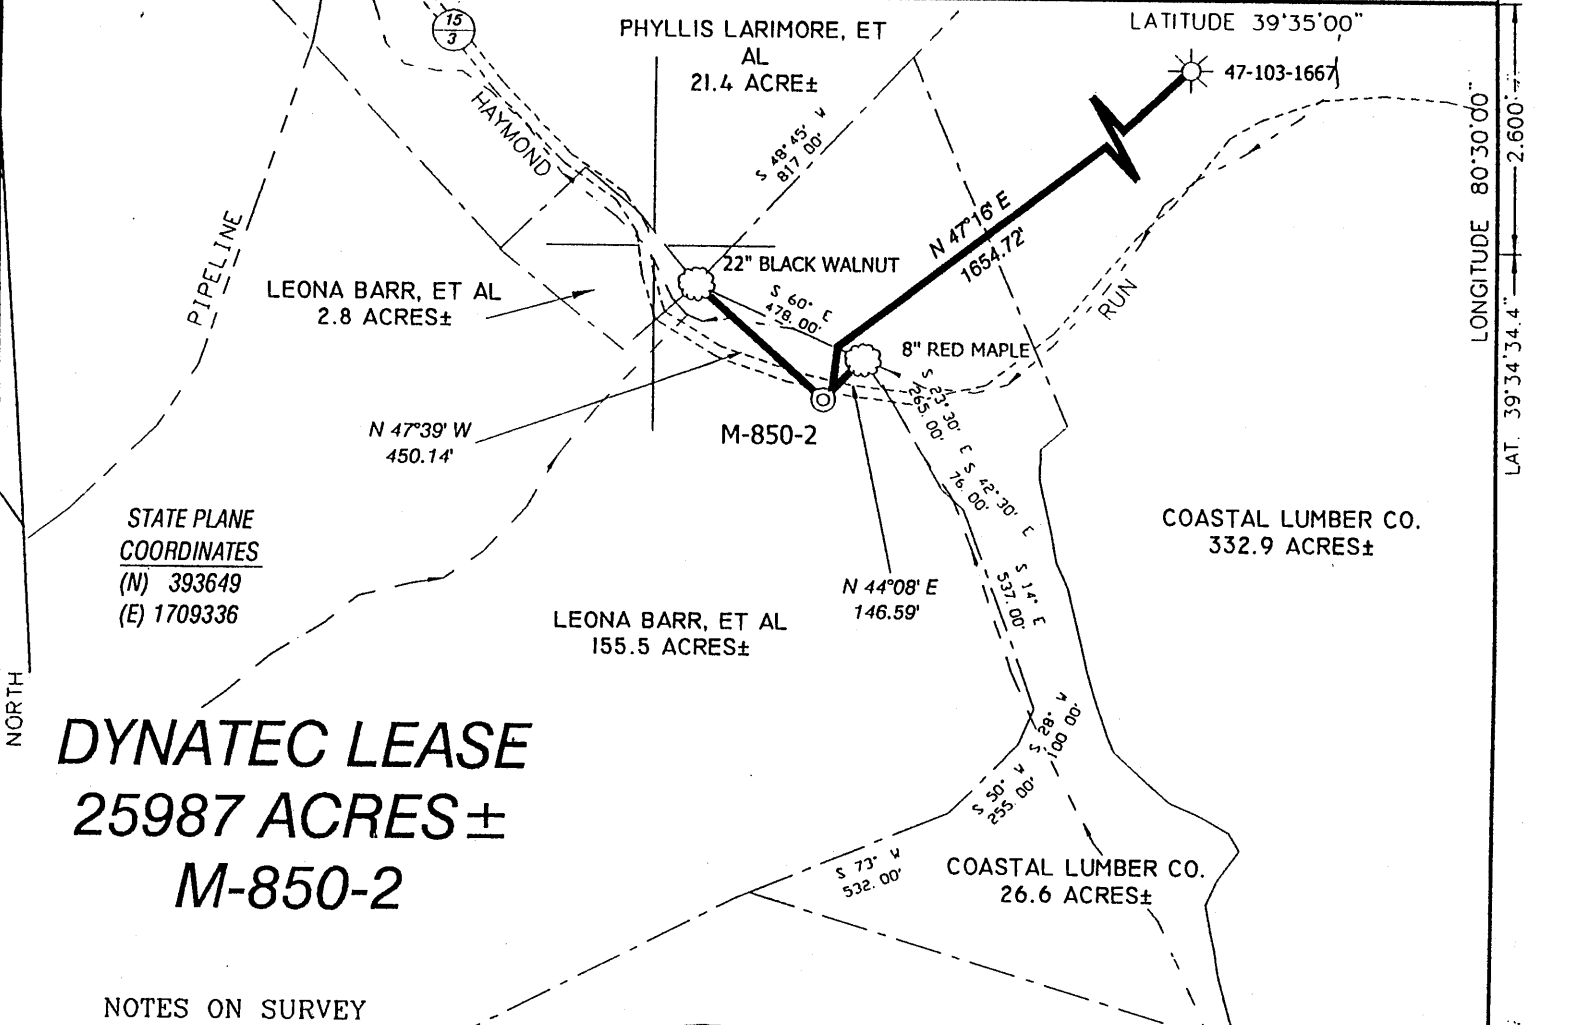 15
3
PHYLLIS LARIMORE, ET
AL
21.4 ACRE±
LATITUDE 39°35'00"
47-103-1667
HAYMOND
S 48°45' W
817.00'
LONGITUDE 80°30'00"
2.600'
N 47°16' E
1654.72'
PIPELINE
22" BLACK WALNUT
LEONA BARR, ET AL
2.8 ACRES±
S 60° E
478.00'
RUN
8" RED MAPLE
LAT. 39°34'34.4"
S 23°30' E
265.00'
N 47°39' W
450.14'
M-850-2
S 42°30' E
76.00'
STATE PLANE
COORDINATES
(N) 393649
(E) 1709336
COASTAL LUMBER CO.
332.9 ACRES±
N 44°08' E
146.59'
S 14° E
537.00'
LEONA BARR, ET AL
155.5 ACRES±
NORTH
S 28° W
100.00'
DYNATEC LEASE
25987 ACRES±
M-850-2
S 50° W
255.00'
S 73° W
532.00'
COASTAL LUMBER CO.
26.6 ACRES±
NOTES ON SURVEY